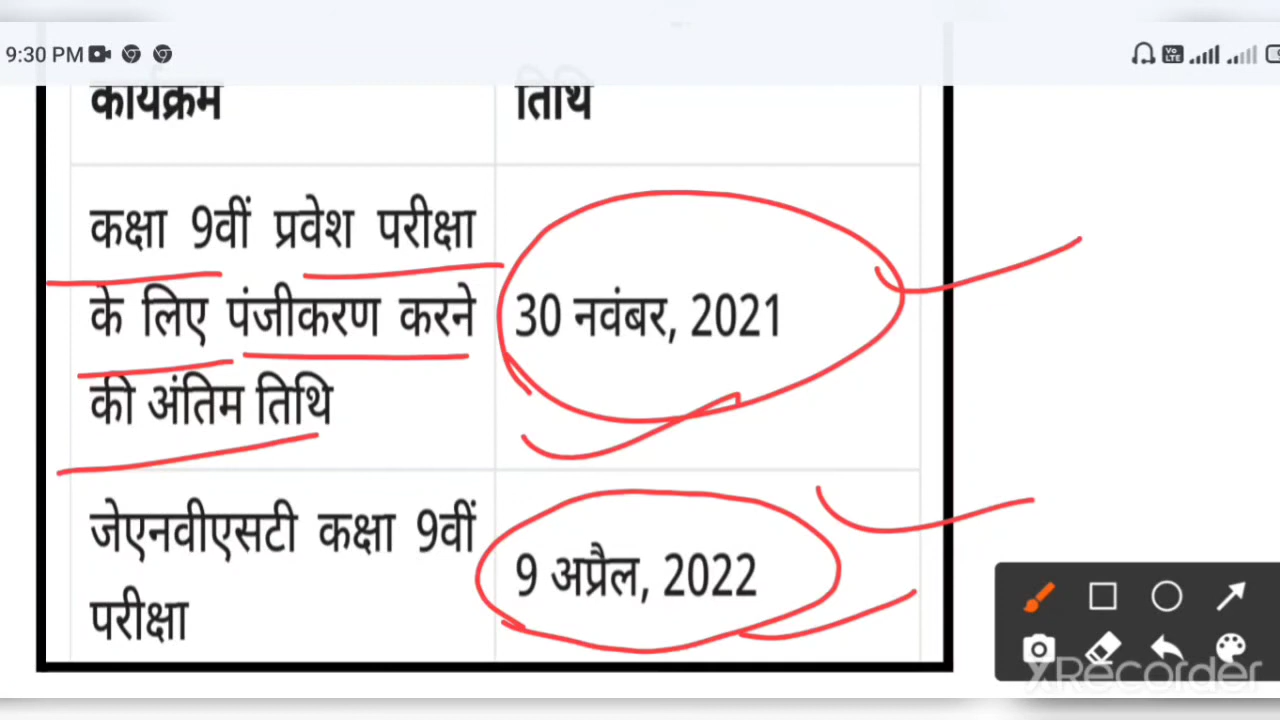 9:30 PM
कार्यक्रम तिथि
कक्षा 9वीं प्रवेश परीक्षा
के लिए पंजीकरण करने 30 नवंबर, 2021
की अंतिम तिथि
जेएनवीएसटी कक्षा 9वीं
9 अप्रैल, 2022
परीक्षा
XRecorder